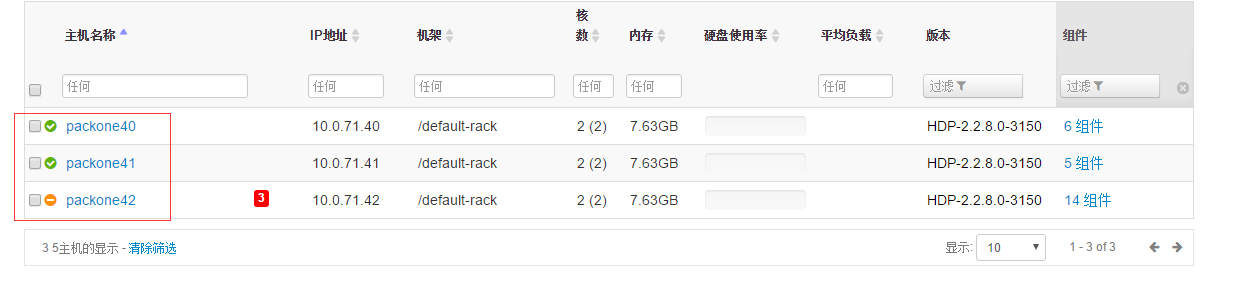 主机名称 IP地址 机架 核数 内存 硬盘使用率 平均负载 版本 组件
任何 任何 任何 任何 任何 任何 过滤 过滤
packone40 10.0.71.40 /default-rack 2 (2) 7.63GB HDP-2.2.8.0-3150 6 组件
packone41 10.0.71.41 /default-rack 2 (2) 7.63GB HDP-2.2.8.0-3150 5 组件
packone42 3 10.0.71.42 /default-rack 2 (2) 7.63GB HDP-2.2.8.0-3150 14 组件
3 5主机的显示 - 清除筛选 显示: 10 1 - 3 of 3